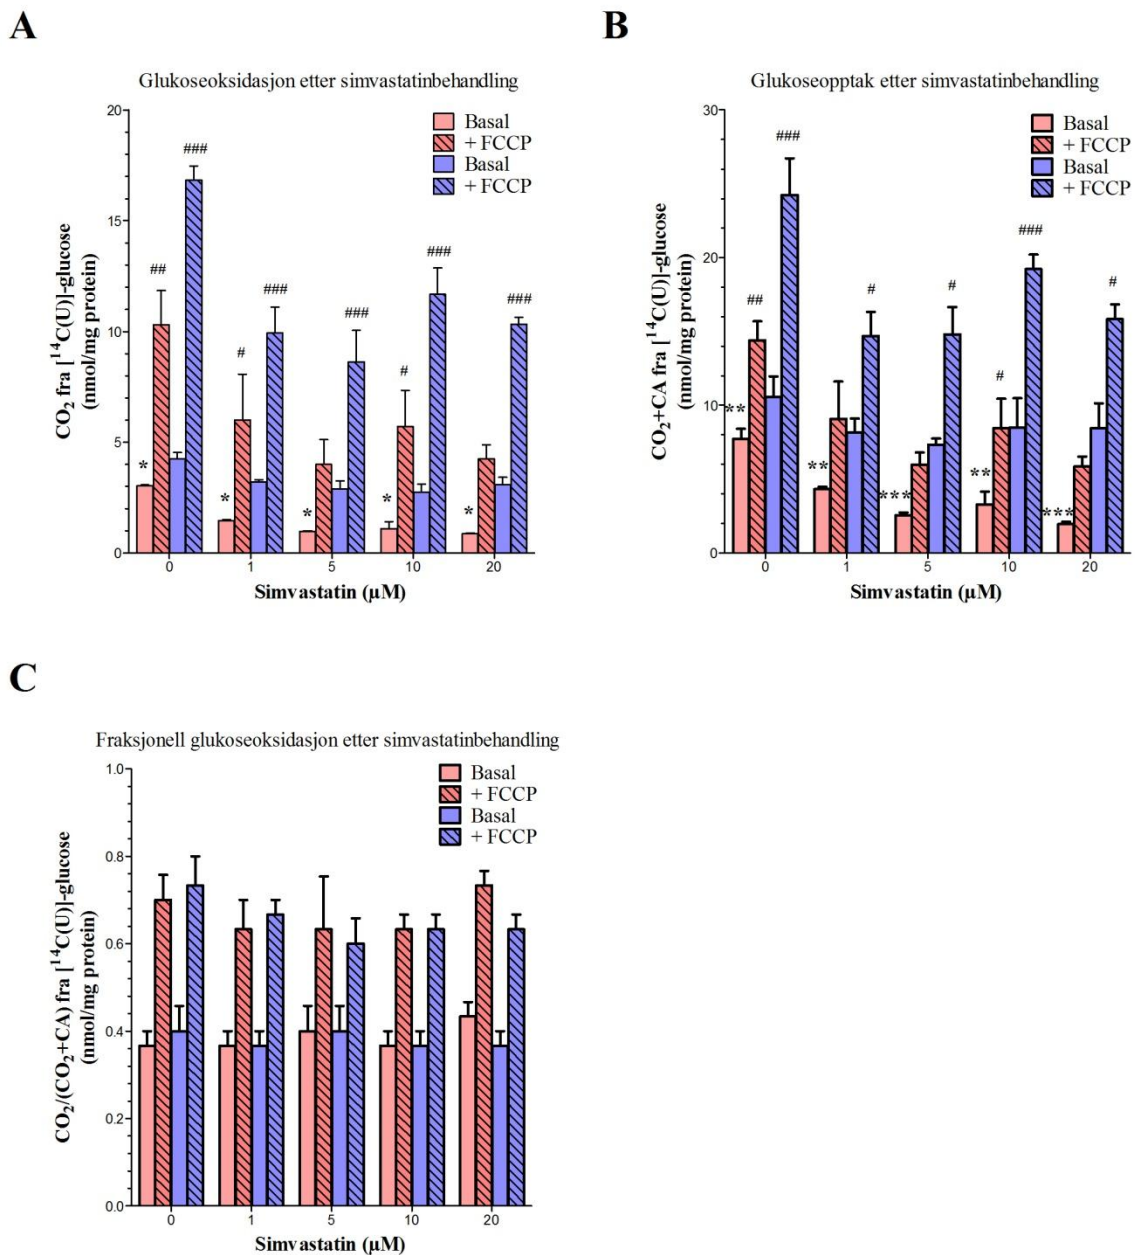 A
Glukoseoksidasjon etter simvastatinbehandling
Basal
+ FCCP
Basal
+ FCCP
CO₂ fra [¹⁴C(U)]-glucose
(nmol/mg protein)
20
15
10
5
0
* ## ###
* # ###
* ###
* # ###
* ###
0 1 5 10 20
Simvastatin (µM)
B
Glukoseopptak etter simvastatinbehandling
Basal
+ FCCP
Basal
+ FCCP
CO₂+CA fra [¹⁴C(U)]-glucose
(nmol/mg protein)
30
20
10
0
** ## ###
** #
*** #
** # ###
*** #
0 1 5 10 20
Simvastatin (µM)
C
Fraksjonell glukoseoksidasjon etter simvastatinbehandling
Basal
+ FCCP
Basal
+ FCCP
CO₂/(CO₂+CA) fra [¹⁴C(U)]-glucose
(nmol/mg protein)
1.0
0.8
0.6
0.4
0.2
0.0
0 1 5 10 20
Simvastatin (µM)